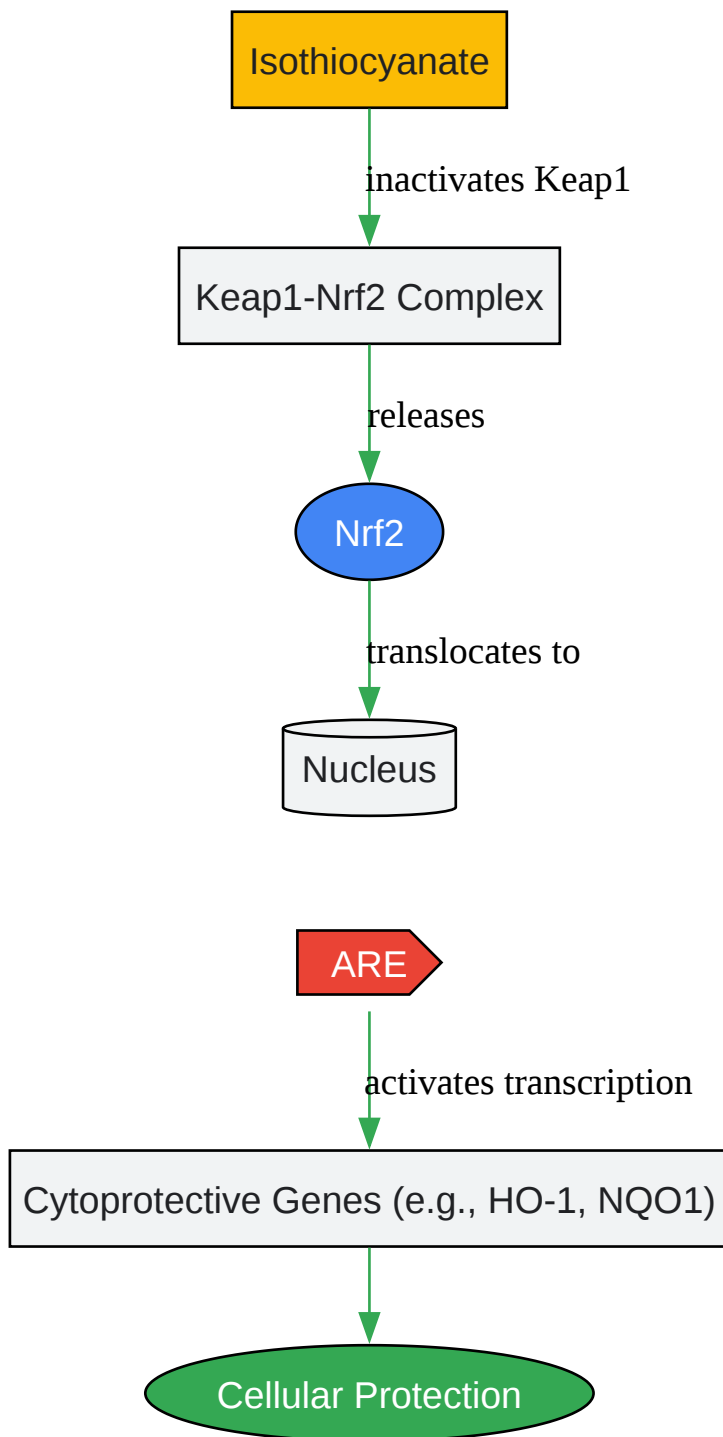 Isothiocyanate
inactivates Keap1
Keap1-Nrf2 Complex
releases
Nrf2
translocates to
Nucleus
ARE
activates transcription
Cytoprotective Genes (e.g., HO-1, NQO1)
Cellular Protection